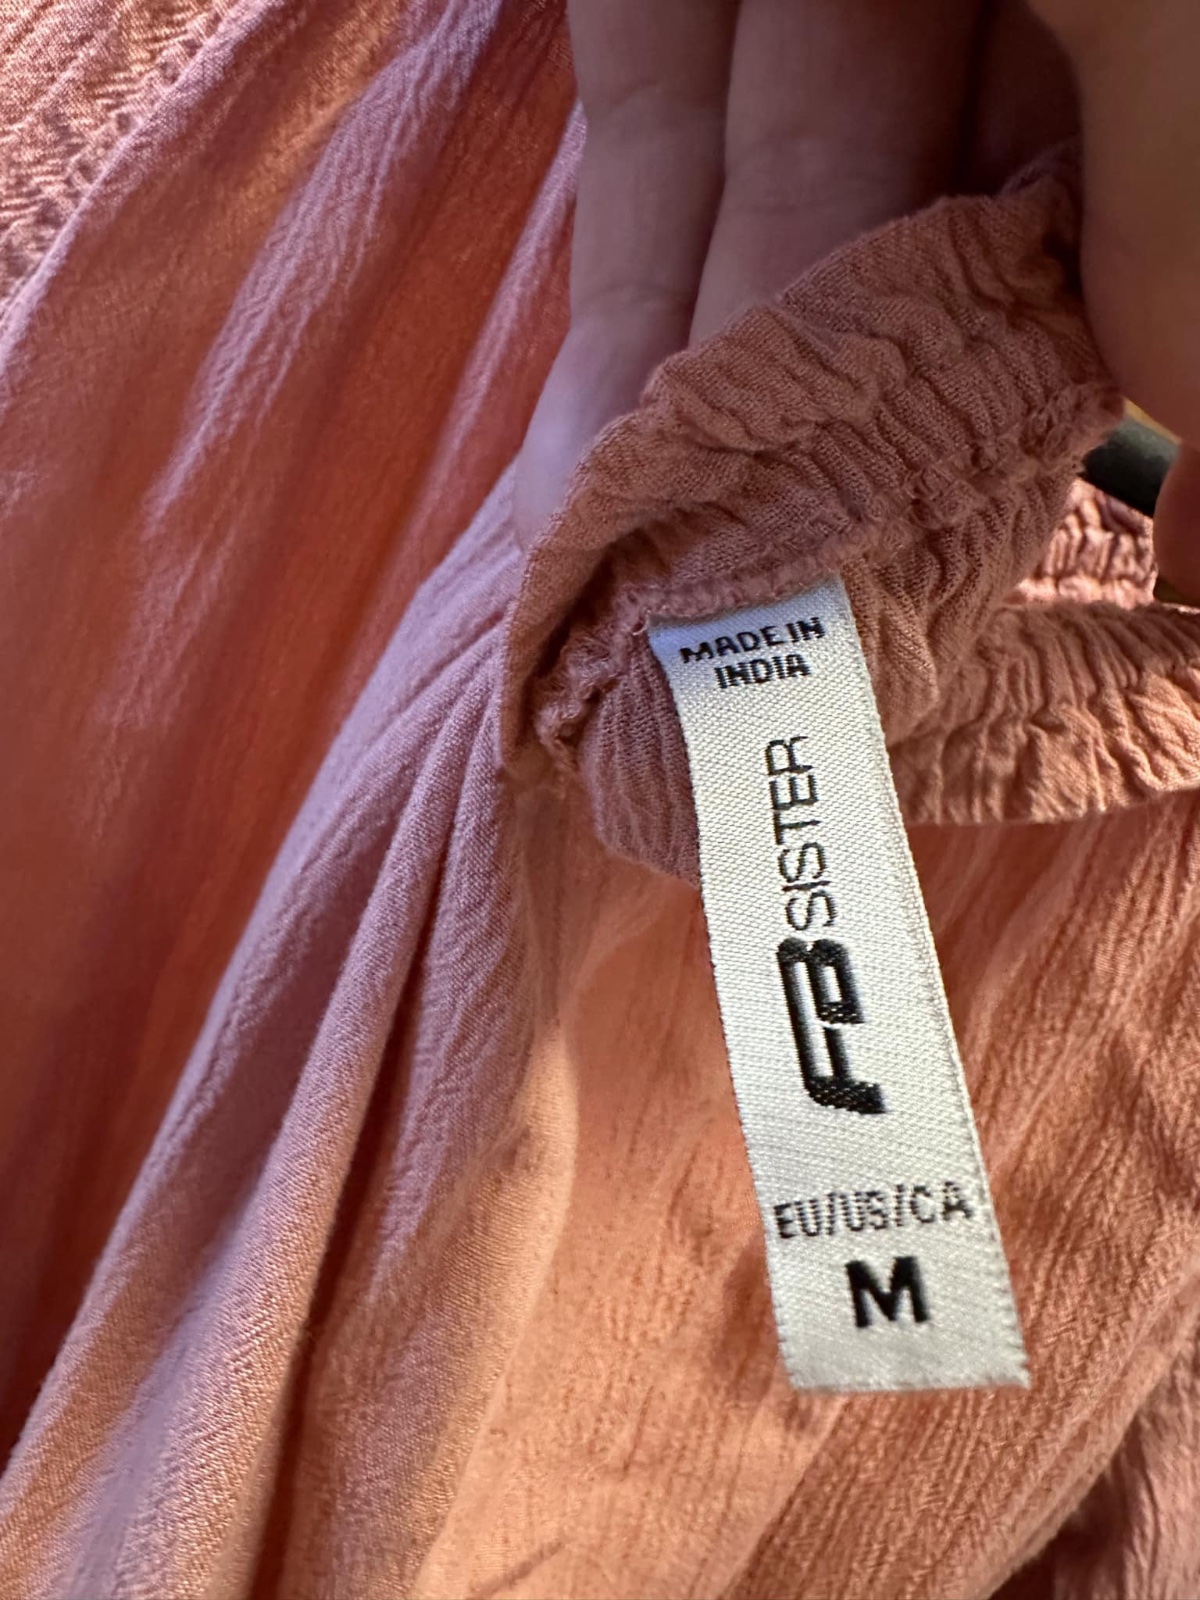 MADE IN
INDIA
FB SISTER
EU/US/CA
M